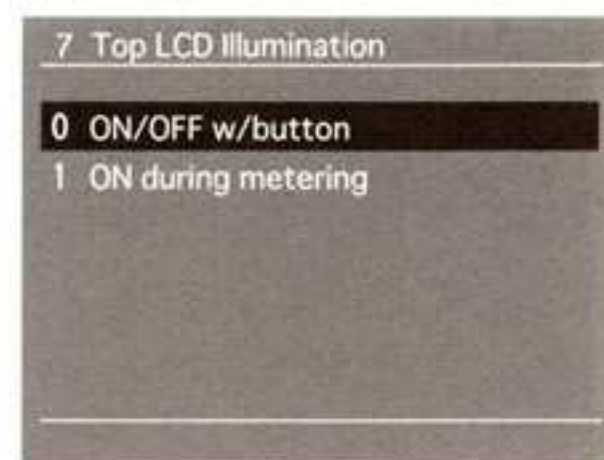 7 Top LCD Illumination
0 ON/OFF w/button
1 ON during metering